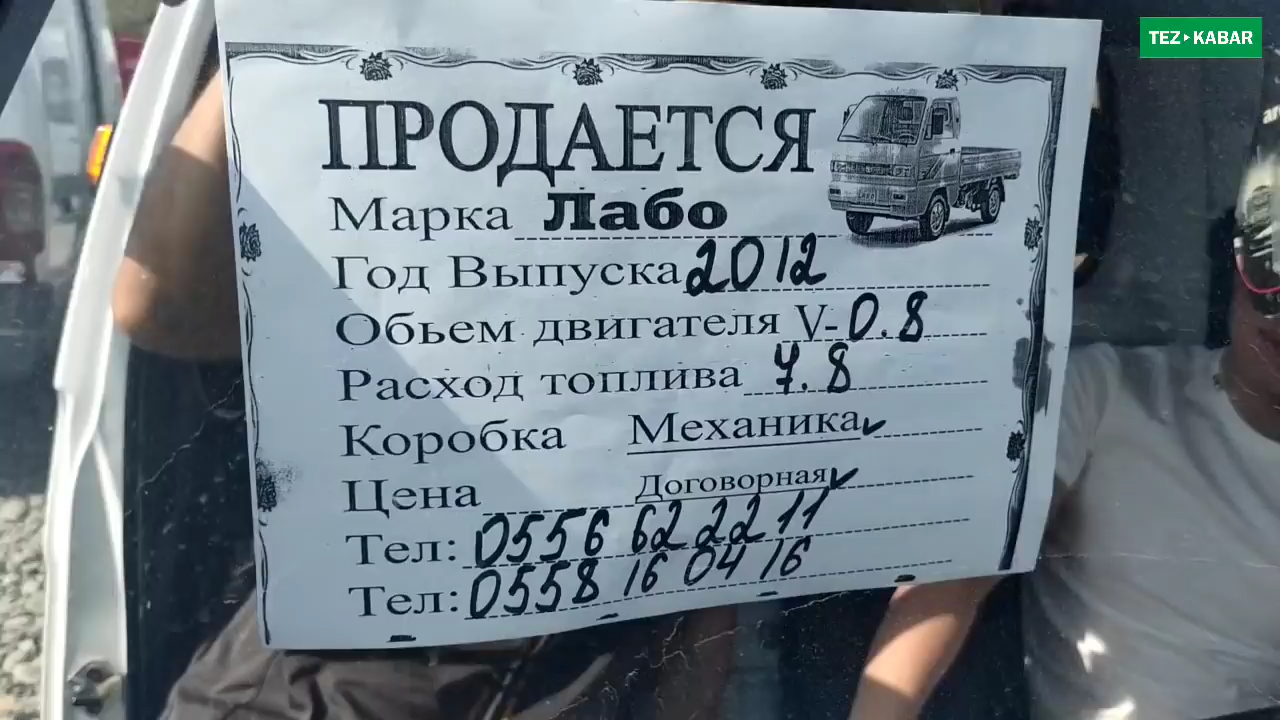 TEZ KABAR
ПРОДАЕТСЯ
Марка Лабо
Год Выпуска 2012
Обьем двигателя V-0.8
Расход топлива 7.8
Коробка Механика
Цена Договорная
Тел: 0556 62 22 11
Тел: 0558 16 04 16